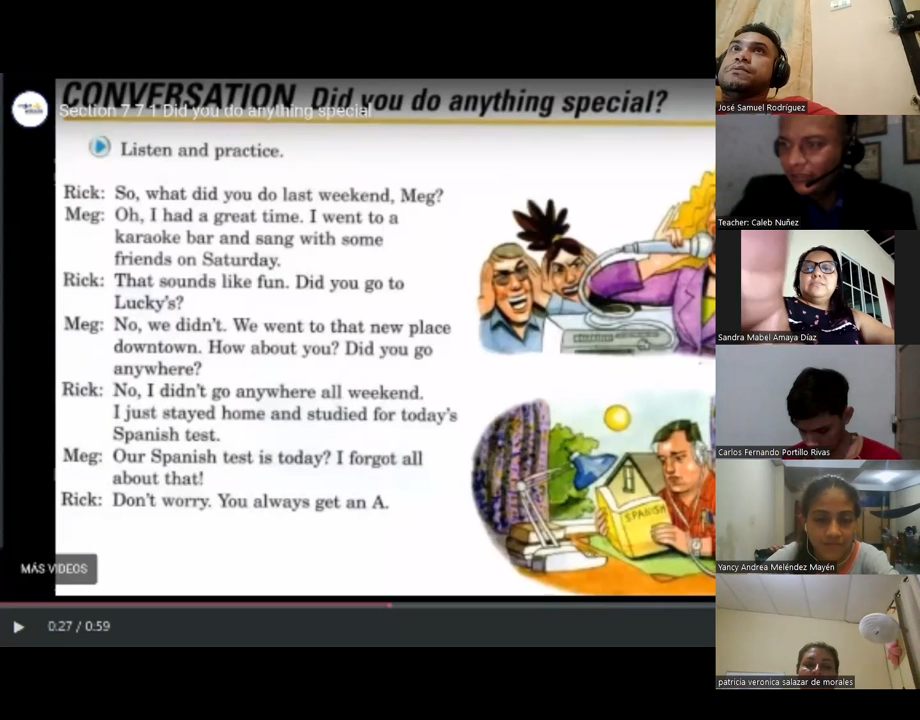 CONVERSATION Did you do anything special?
Section 7 7.1 Did you do anything special
Listen and practice.
Rick: So, what did you do last weekend, Meg?
Meg: Oh, I had a great time. I went to a
karaoke bar and sang with some
friends on Saturday.
Rick: That sounds like fun. Did you go to
Lucky's?
Meg: No, we didn't. We went to that new place
downtown. How about you? Did you go
anywhere?
Rick: No, I didn't go anywhere all weekend.
I just stayed home and studied for today's
Spanish test.
Meg: Our Spanish test is today? I forgot all
about that!
Rick: Don't worry. You always get an A.
SPANISH
MÁS VIDEOS
0:27 / 0:59
José Samuel Rodríguez
Teacher: Caleb Nuñez
Sandra Mabel Amaya Díaz
Carlos Fernando Portillo Rivas
Yancy Andrea Meléndez Mayén
patricia veronica salazar de morales